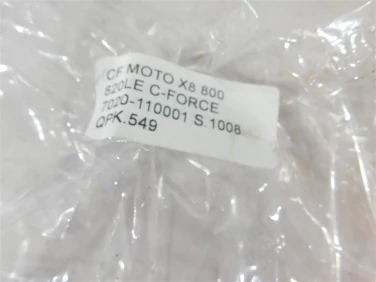 CF MOTO X8 800
820LE C-FORCE
7020-110001 S.1008
QPK.549